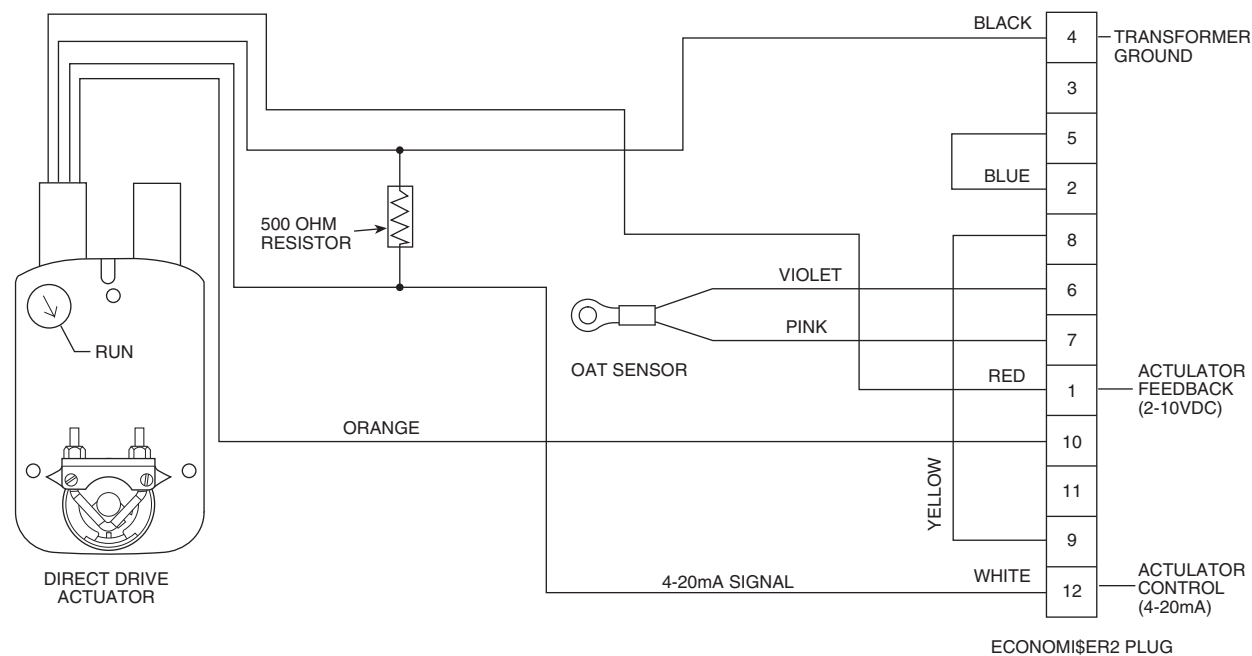 BLACK
4
TRANSFORMER
GROUND
3
5
BLUE
2
500 OHM
RESISTOR
8
VIOLET
6
RUN
PINK
7
OAT SENSOR
RED
1
ACTULATOR
FEEDBACK
(2-10VDC)
ORANGE
10
YELLOW
11
9
DIRECT DRIVE
ACTUATOR
4-20mA SIGNAL
WHITE
12
ACTULATOR
CONTROL
(4-20mA)
ECONOMI$ER2 PLUG